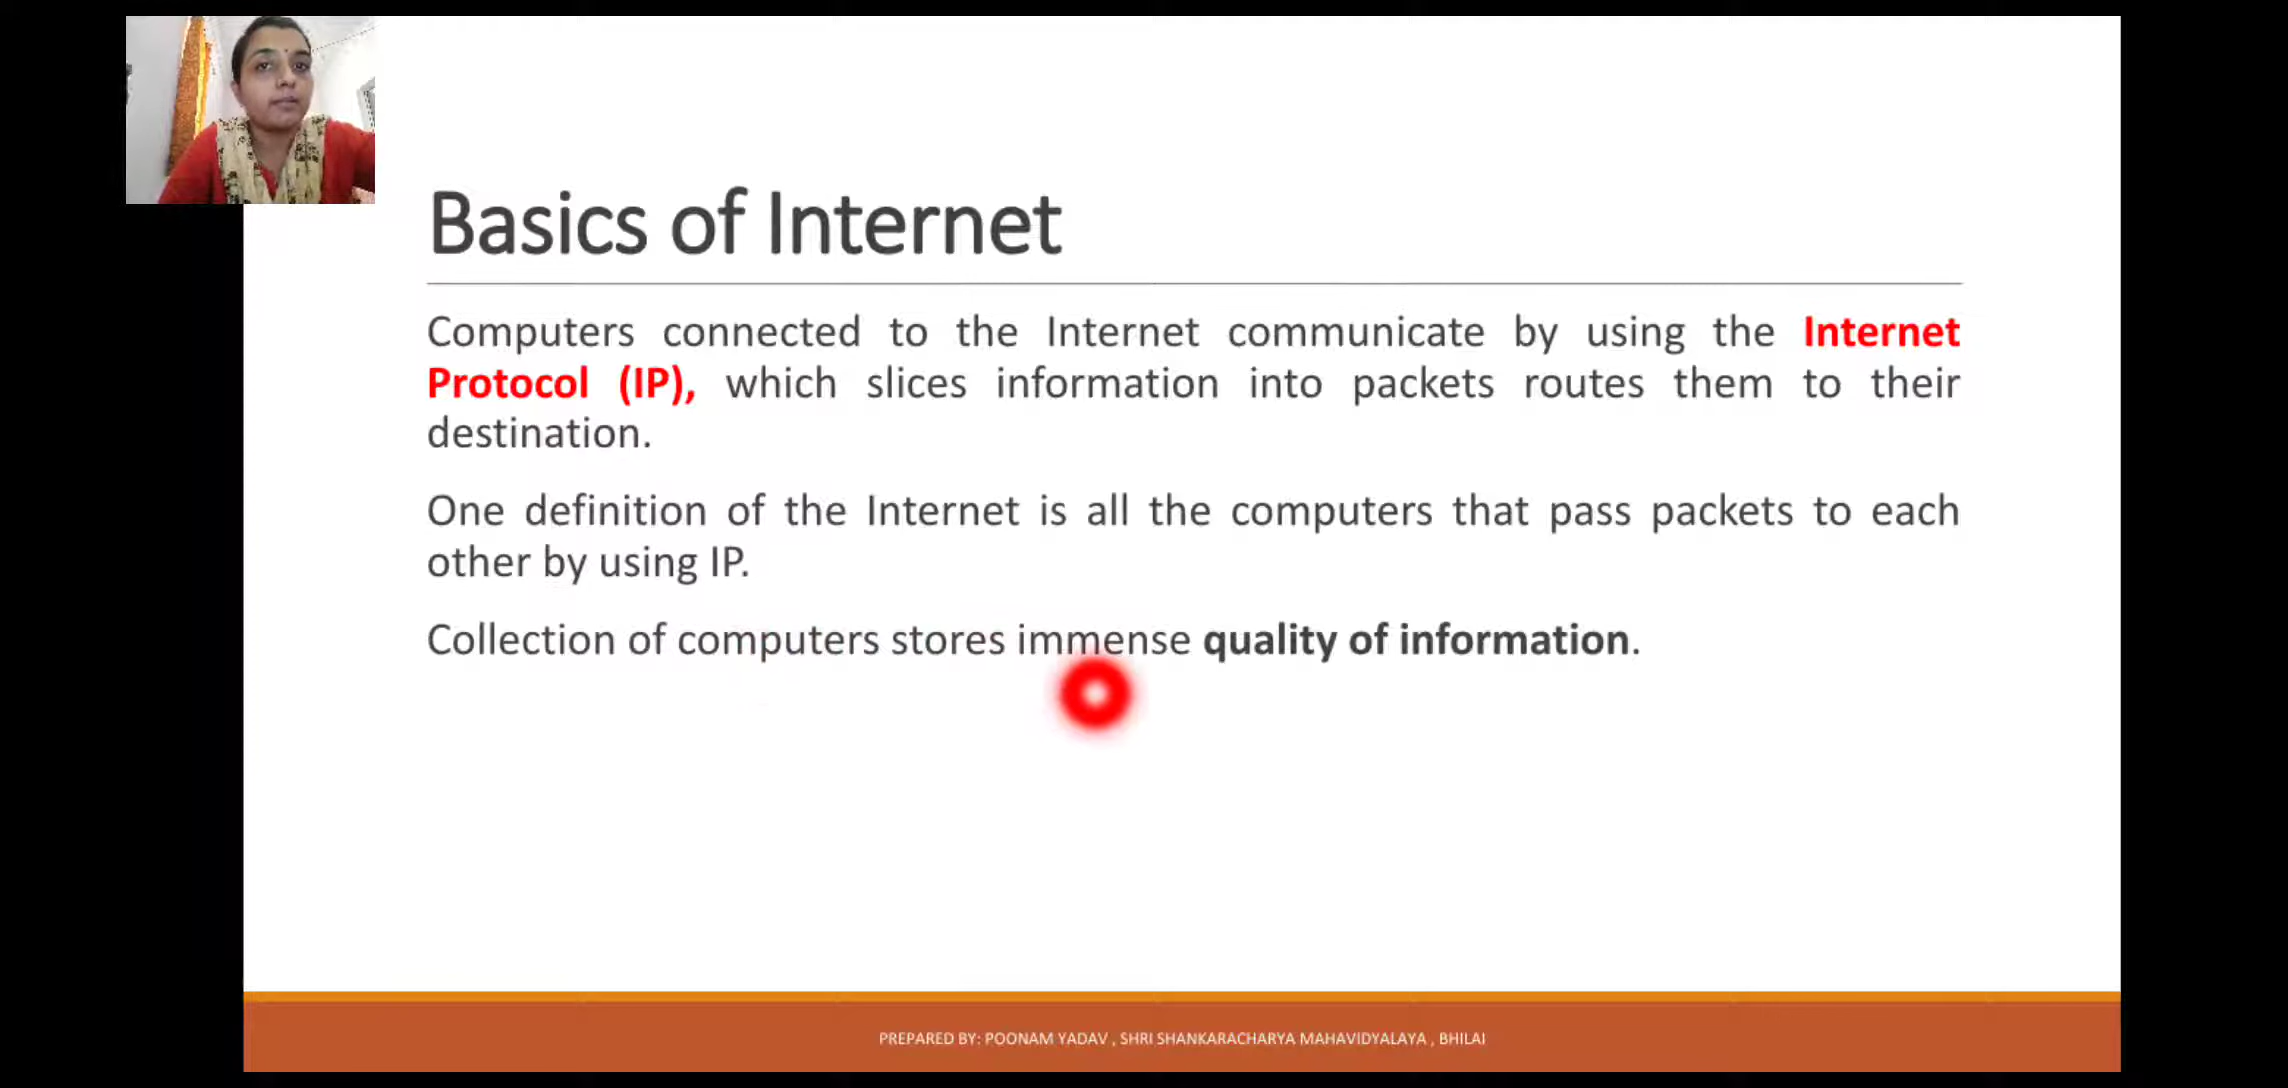 Basics of Internet
Computers connected to the Internet communicate by using the Internet
Protocol (IP), which slices information into packets routes them to their
destination.
One definition of the Internet is all the computers that pass packets to each
other by using IP.
Collection of computers stores immense quality of information.
PREPARED BY: POONAM YADAV , SHRI SHANKARACHARYA MAHAVIDYALAYA , BHILAI